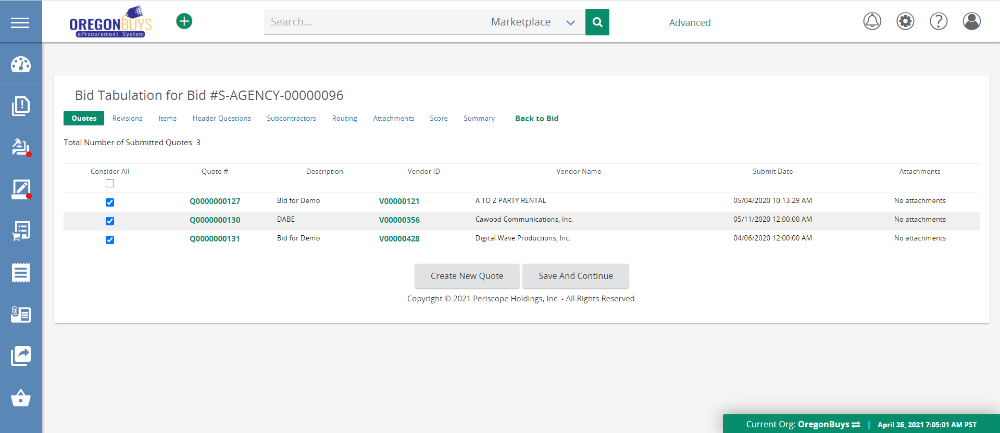 OREGONBUYS
eProcurement System
Search...
Marketplace
Advanced
Bid Tabulation for Bid #S-AGENCY-00000096
Quotes Revisions Items Header Questions Subcontractors Routing Attachments Score Summary Back to Bid
Total Number of Submitted Quotes: 3
Consider All Quote # Description Vendor ID Vendor Name Submit Date Attachments
Q0000000127 Bid for Demo V00000121 A TO Z PARTY RENTAL 05/04/2020 10:13:29 AM No attachments
Q0000000130 DABE V00000356 Cawood Communications, Inc. 05/11/2020 12:00:00 AM No attachments
Q0000000131 Bid for Demo V00000428 Digital Wave Productions, Inc. 04/06/2020 12:00:00 AM No attachments
Create New Quote Save And Continue
Copyright © 2021 Periscope Holdings, Inc. - All Rights Reserved.
Current Org: OregonBuys | April 26, 2021 7:05:01 AM PST